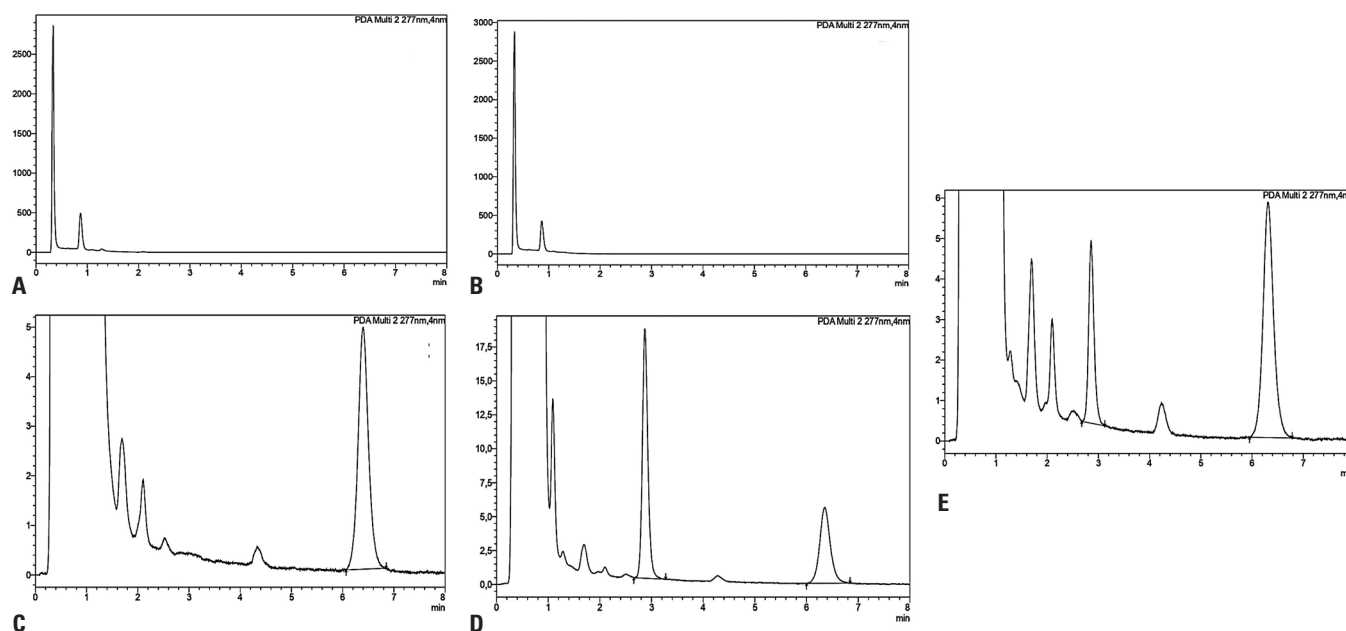 PDA Multi 2 277nm,4nm
2500
2000
1500
1000
500
0
0 1 2 3 4 5 6 7 8
min
A
PDA Multi 2 277nm,4nm
3000
2500
2000
1500
1000
500
0
0 1 2 3 4 5 6 7 8
min
B
PDA Multi 2 277nm,4nm
5
4
3
2
1
0
0 1 2 3 4 5 6 7 8
min
C
PDA Multi 2 277nm,4nm
17,5
15,0
12,5
10,0
7,5
5,0
2,5
0,0
0 1 2 3 4 5 6 7 8
min
D
PDA Multi 2 277nm,4n
6
5
4
3
2
1
0
0 1 2 3 4 5 6 7
m
E